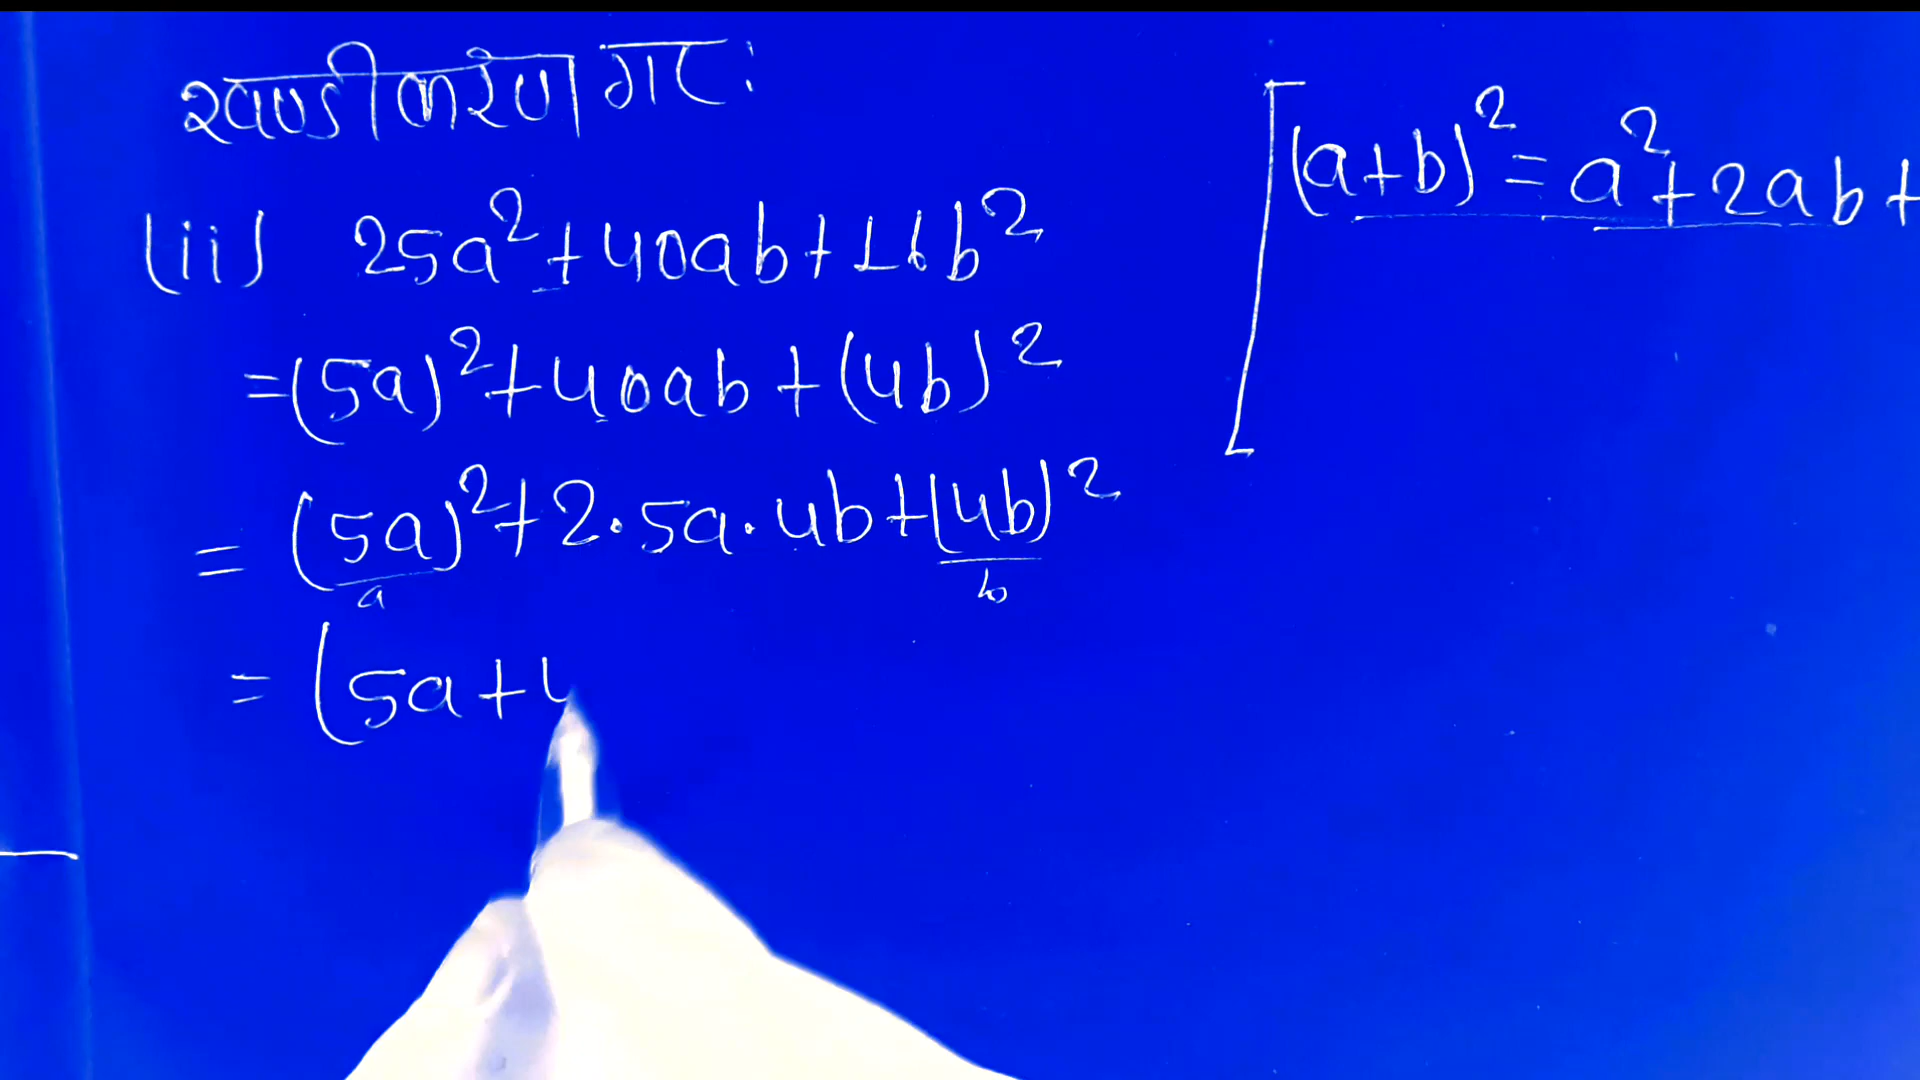 खण्डीकरण गर:
(ii) 25a²+40ab+16b²
=(5a)²+40ab+(4b)²
= (5a)²+2·5a·4b+(4b)²
a b
= (5a+4
(a+b)²=a²+2ab+